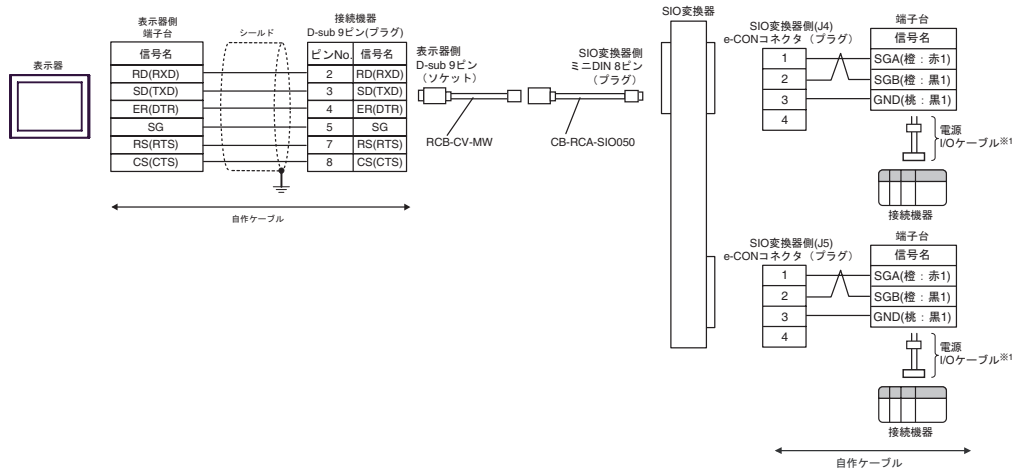 表示器
表示器側
端子台
信号名
RD(RXD)
SD(TXD)
ER(DTR)
SG
RS(RTS)
CS(CTS)
シールド
接続機器
D-sub 9ピン(プラグ)
ピンNo. 信号名
2 RD(RXD)
3 SD(TXD)
4 ER(DTR)
5 SG
7 RS(RTS)
8 CS(CTS)
自作ケーブル
表示器側
D-sub 9ピン
（ソケット）
RCB-CV-MW
SIO変換器側
ミニDIN 8ピン
（プラグ）
CB-RCA-SIO050
SIO変換器
SIO変換器側(J4)
e-CONコネクタ（プラグ）
1
2
3
4
端子台
信号名
SGA(橙：赤1)
SGB(橙：黒1)
GND(桃：黒1)
電源
I/Oケーブル※1
接続機器
SIO変換器側(J5)
e-CONコネクタ（プラグ）
1
2
3
4
端子台
信号名
SGA(橙：赤1)
SGB(橙：黒1)
GND(桃：黒1)
電源
I/Oケーブル※1
接続機器
自作ケーブル